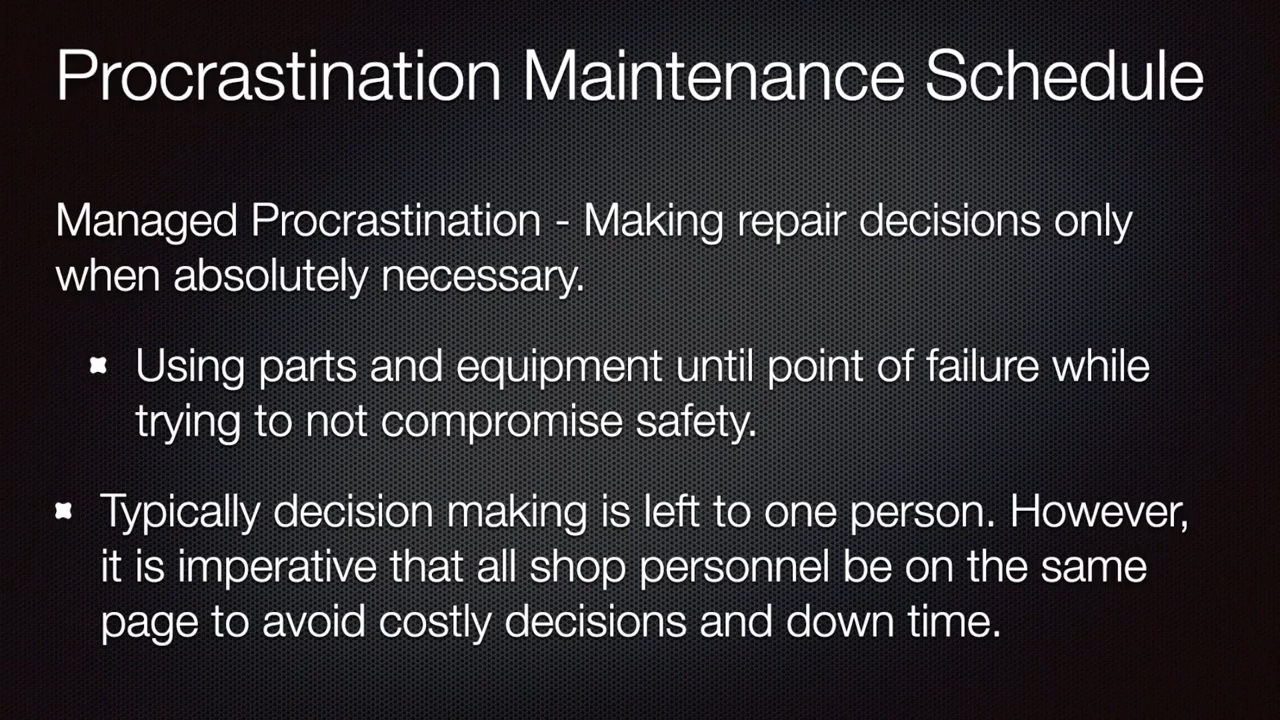 Procrastination Maintenance Schedule
Managed Procrastination - Making repair decisions only
when absolutely necessary.
Using parts and equipment until point of failure while
trying to not compromise safety.
Typically decision making is left to one person. However,
it is imperative that all shop personnel be on the same
page to avoid costly decisions and down time.